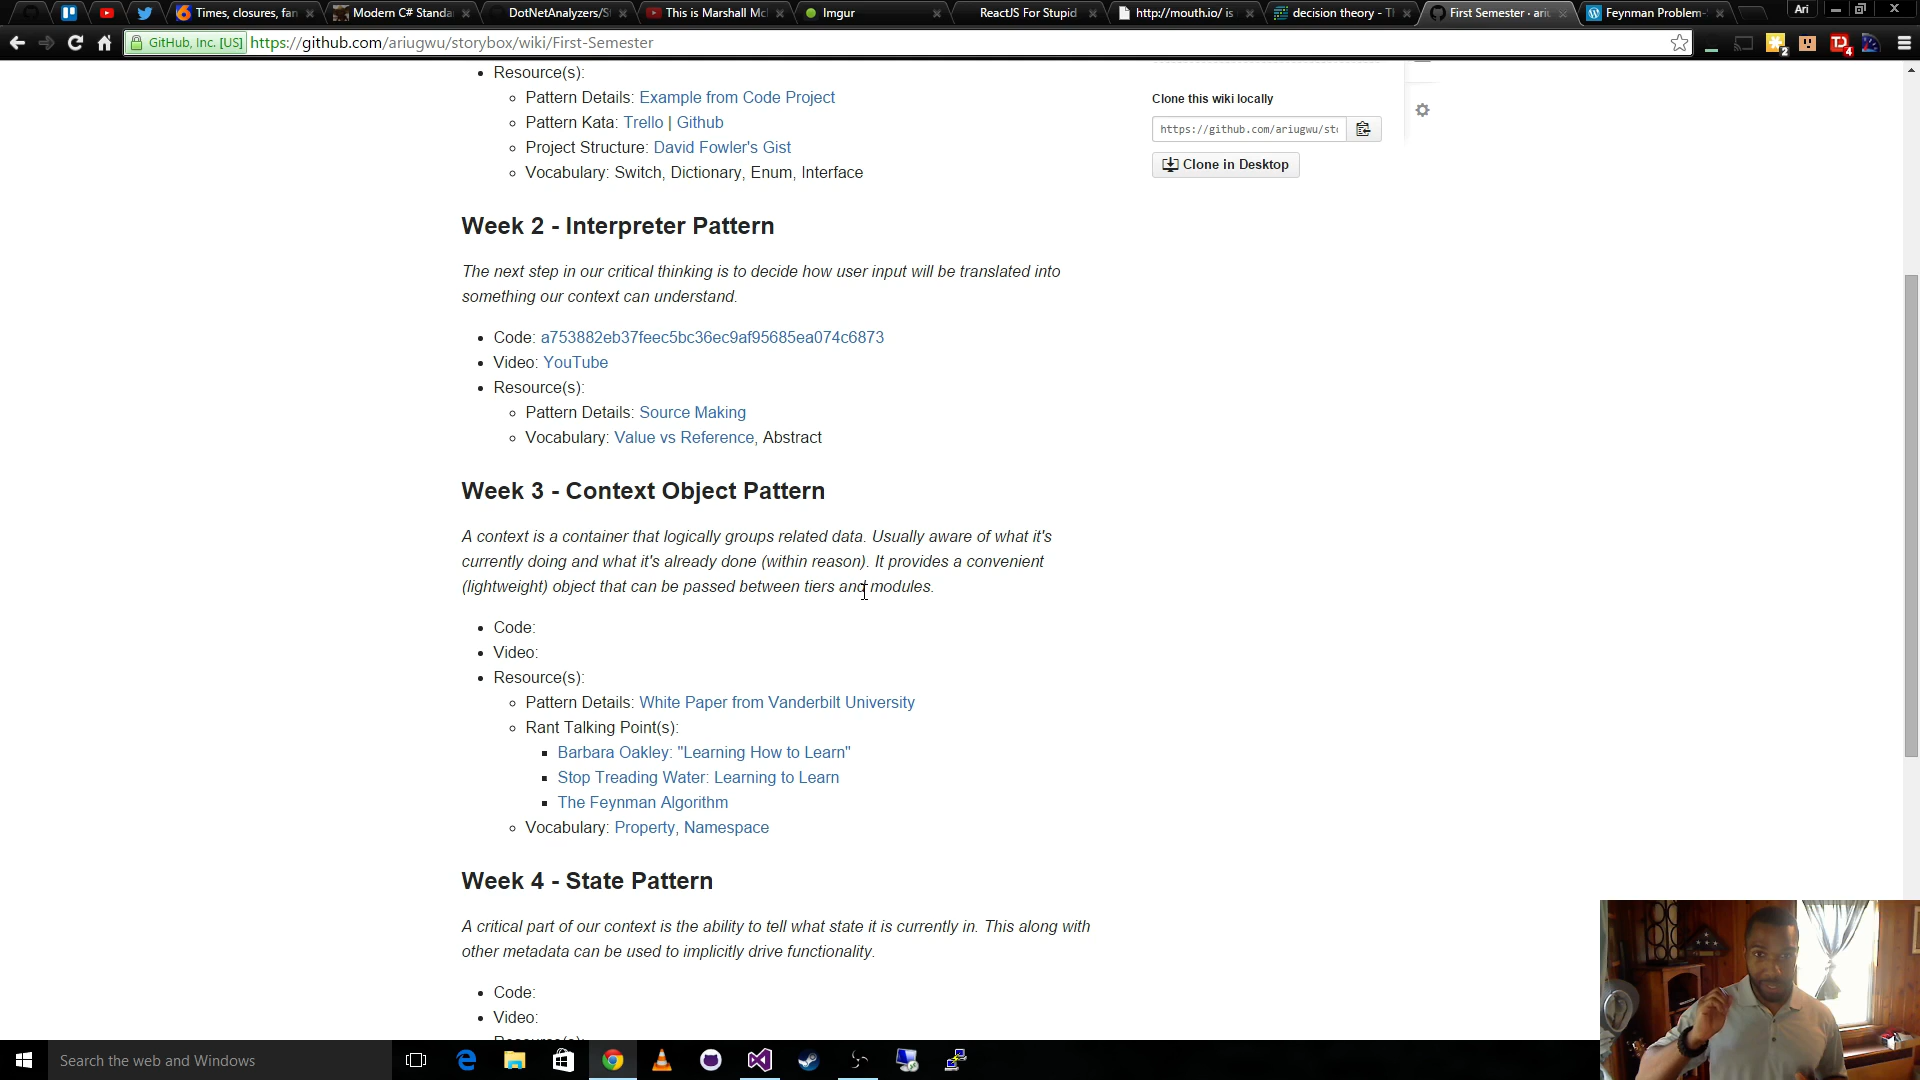 Times, closures, fan
Modern C# Standa
DotNetAnalyzers/S
This is Marshall Mc
Imgur
ReactJS For Stupid
http://mouth.io/ is
decision theory - T
First Semester · ari
Feynman Problem-
Ari
GitHub, Inc. [US]
https://github.com/ariugwu/storybox/wiki/First-Semester
2
TD
4
Resource(s):
Pattern Details: Example from Code Project
Pattern Kata: Trello | Github
Project Structure: David Fowler's Gist
Vocabulary: Switch, Dictionary, Enum, Interface
Clone this wiki locally
https://github.com/ariugwu/sto
Clone in Desktop
Week 2 - Interpreter Pattern
The next step in our critical thinking is to decide how user input will be translated into
something our context can understand.
Code: a753882eb37feec5bc36ec9af95685ea074c6873
Video: YouTube
Resource(s):
Pattern Details: Source Making
Vocabulary: Value vs Reference, Abstract
Week 3 - Context Object Pattern
A context is a container that logically groups related data. Usually aware of what it's
currently doing and what it's already done (within reason). It provides a convenient
(lightweight) object that can be passed between tiers and modules.
Code:
Video:
Resource(s):
Pattern Details: White Paper from Vanderbilt University
Rant Talking Point(s):
Barbara Oakley: "Learning How to Learn"
Stop Treading Water: Learning to Learn
The Feynman Algorithm
Vocabulary: Property, Namespace
Week 4 - State Pattern
A critical part of our context is the ability to tell what state it is currently in. This along with
other metadata can be used to implicitly drive functionality.
Code:
Video:
Resource(s):
Search the web and Windows